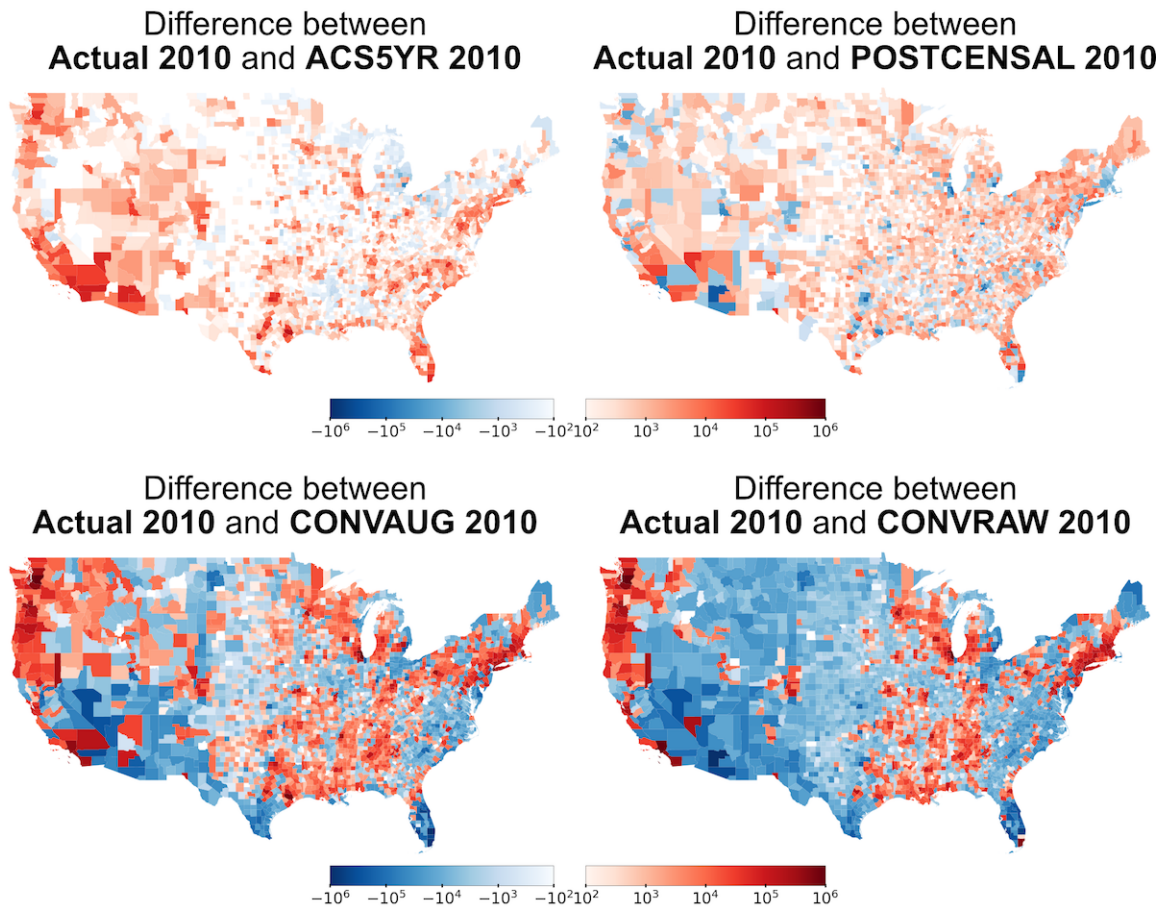 Difference between
Actual 2010 and ACS5YR 2010
Difference between
Actual 2010 and POSTCENSAL 2010
−10⁶ −10⁵ −10⁴ −10³ −10² 10² 10³ 10⁴ 10⁵ 10⁶
Difference between
Actual 2010 and CONVAUG 2010
Difference between
Actual 2010 and CONVRAW 2010
−10⁶ −10⁵ −10⁴ −10³ −10² 10² 10³ 10⁴ 10⁵ 10⁶